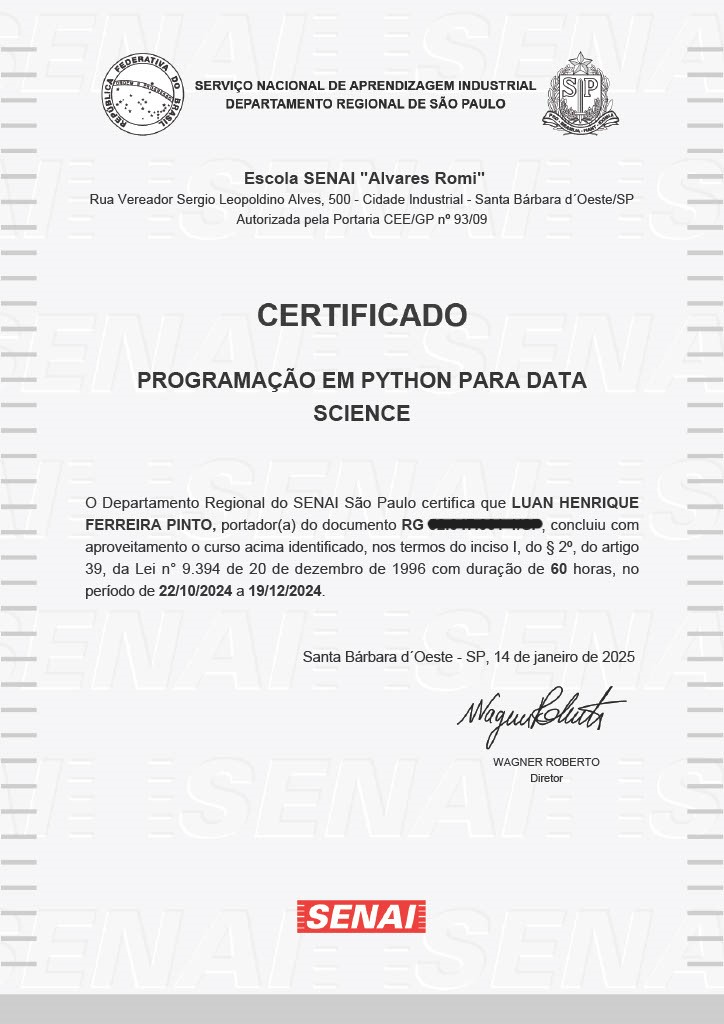 REPÚBLICA FEDERATIVA DO BRASIL
SERVIÇO NACIONAL DE APRENDIZAGEM INDUSTRIAL
DEPARTAMENTO REGIONAL DE SÃO PAULO
SP
Escola SENAI "Alvares Romi"
Rua Vereador Sergio Leopoldino Alves, 500 - Cidade Industrial - Santa Bárbara d´Oeste/SP
Autorizada pela Portaria CEE/GP nº 93/09
CERTIFICADO
PROGRAMAÇÃO EM PYTHON PARA DATA
SCIENCE
O Departamento Regional do SENAI São Paulo certifica que LUAN HENRIQUE
FERREIRA PINTO, portador(a) do documento RG , concluiu com
aproveitamento o curso acima identificado, nos termos do inciso I, do § 2º, do artigo
39, da Lei n° 9.394 de 20 de dezembro de 1996 com duração de 60 horas, no
período de 22/10/2024 a 19/12/2024.
Santa Bárbara d´Oeste - SP, 14 de janeiro de 2025
Wagner Roberto
WAGNER ROBERTO
Diretor
SENAI